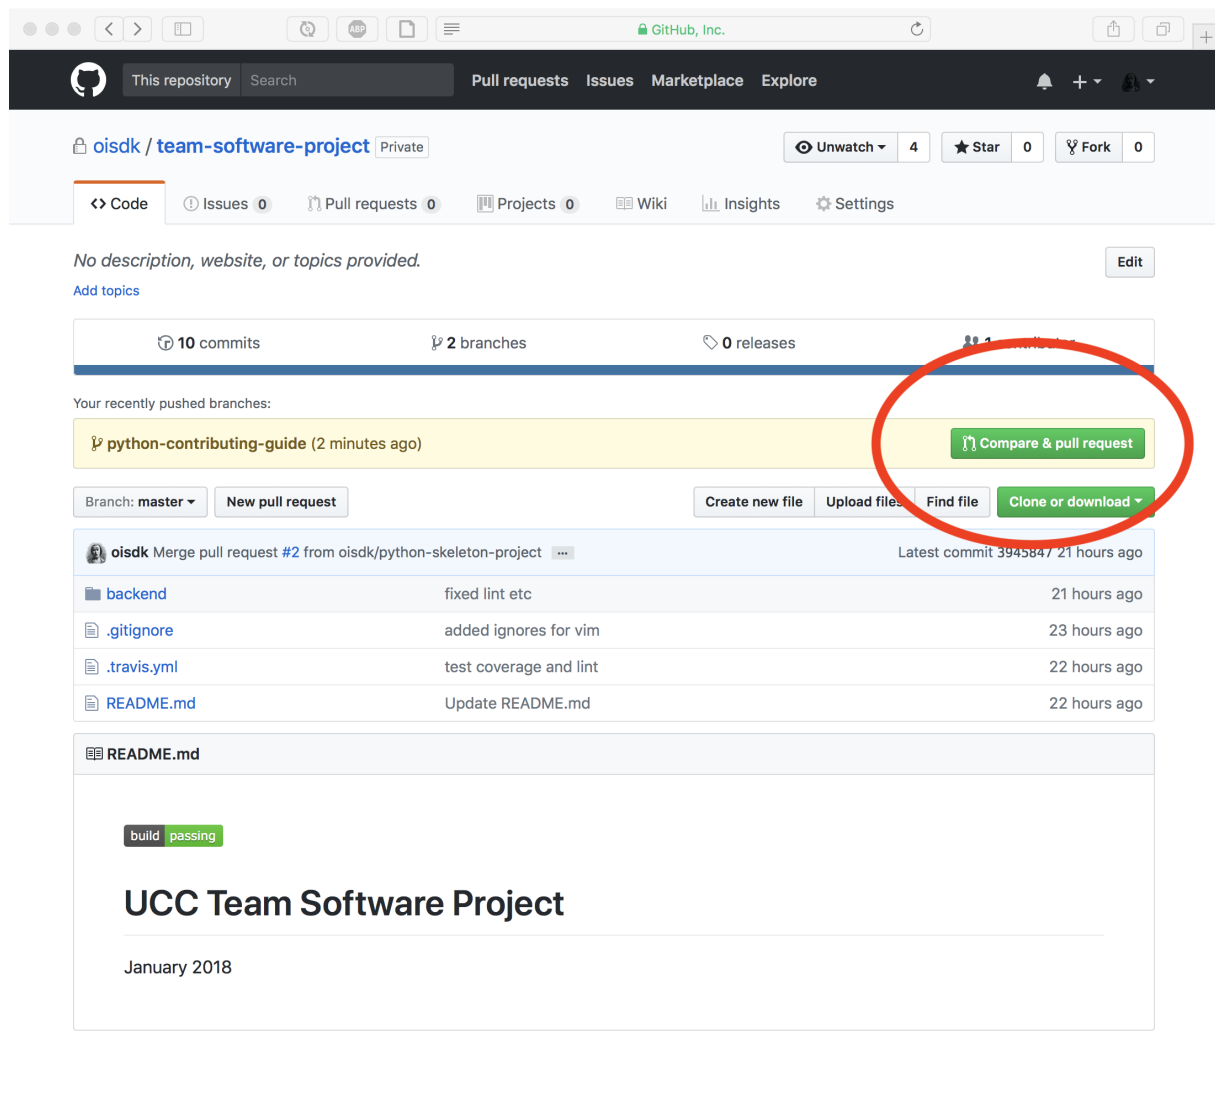 ABP
GitHub, Inc.
This repository Search Pull requests Issues Marketplace Explore
oisdk / team-software-project Private
Unwatch 4 Star 0 Fork 0
Code Issues 0 Pull requests 0 Projects 0 Wiki Insights Settings
No description, website, or topics provided.
Edit
Add topics
10 commits 2 branches 0 releases 1 contributor
Your recently pushed branches:
python-contributing-guide (2 minutes ago) Compare & pull request
Branch: master New pull request Create new file Upload files Find file Clone or download
oisdk Merge pull request #2 from oisdk/python-skeleton-project ... Latest commit 3945847 21 hours ago
backend fixed lint etc 21 hours ago
.gitignore added ignores for vim 23 hours ago
.travis.yml test coverage and lint 22 hours ago
README.md Update README.md 22 hours ago
README.md
build passing
UCC Team Software Project
January 2018